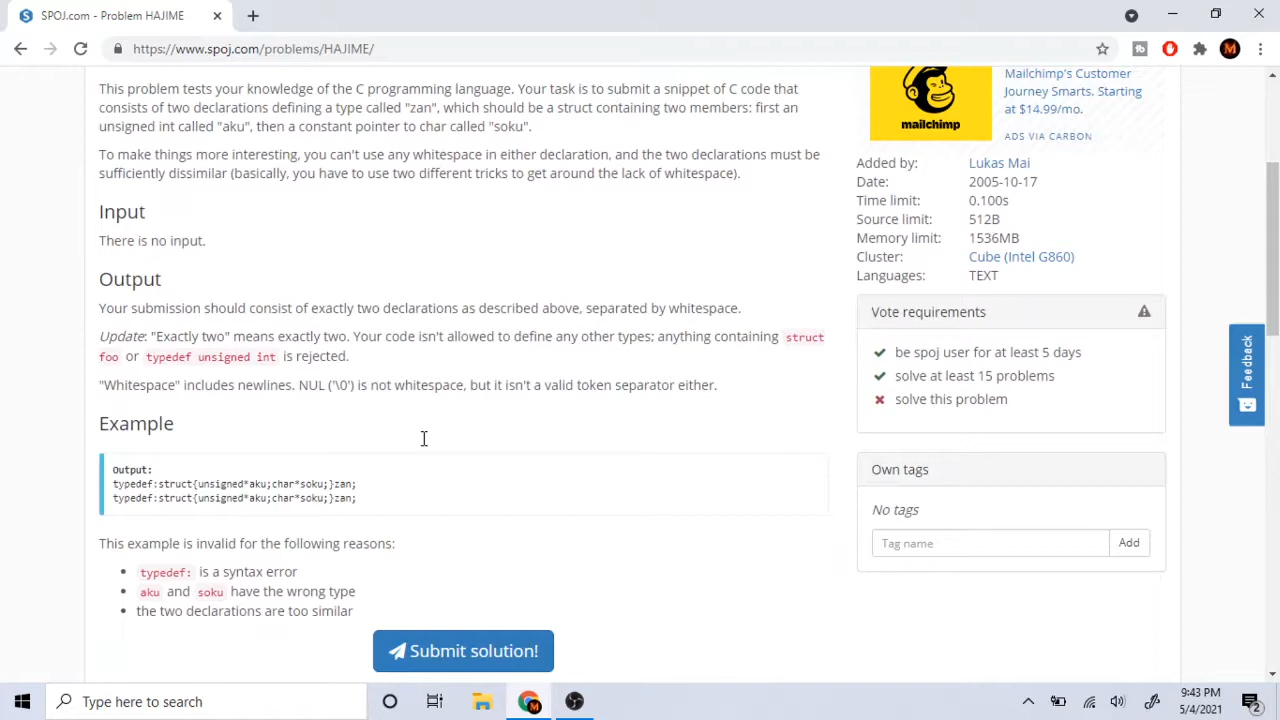 SPOJ.com - Problem HAJIME
https://www.spoj.com/problems/HAJIME/
M
This problem tests your knowledge of the C programming language. Your task is to submit a snippet of C code that
consists of two declarations defining a type called "zan", which should be a struct containing two members: first an
unsigned int called "aku", then a constant pointer to char called "soku".
To make things more interesting, you can't use any whitespace in either declaration, and the two declarations must be
sufficiently dissimilar (basically, you have to use two different tricks to get around the lack of whitespace).
Input
There is no input.
Output
Your submission should consist of exactly two declarations as described above, separated by whitespace.
Update: "Exactly two" means exactly two. Your code isn't allowed to define any other types; anything containing struct
foo or typedef unsigned int is rejected.
"Whitespace" includes newlines. NUL ('\0') is not whitespace, but it isn't a valid token separator either.
Example
Output:
typedef:struct{unsigned*aku;char*soku;}zan;
typedef:struct{unsigned*aku;char*soku;}zan;
This example is invalid for the following reasons:
typedef: is a syntax error
aku and soku have the wrong type
the two declarations are too similar
Submit solution!
mailchimp
Mailchimp's Customer
Journey Smarts. Starting
at $14.99/mo.
ADS VIA CARBON
Added by: Lukas Mai
Date: 2005-10-17
Time limit: 0.100s
Source limit: 512B
Memory limit: 1536MB
Cluster: Cube (Intel G860)
Languages: TEXT
Vote requirements
be spoj user for at least 5 days
solve at least 15 problems
solve this problem
Own tags
No tags
Tag name Add
Feedback
Type here to search
M
9:43 PM
5/4/2021
2